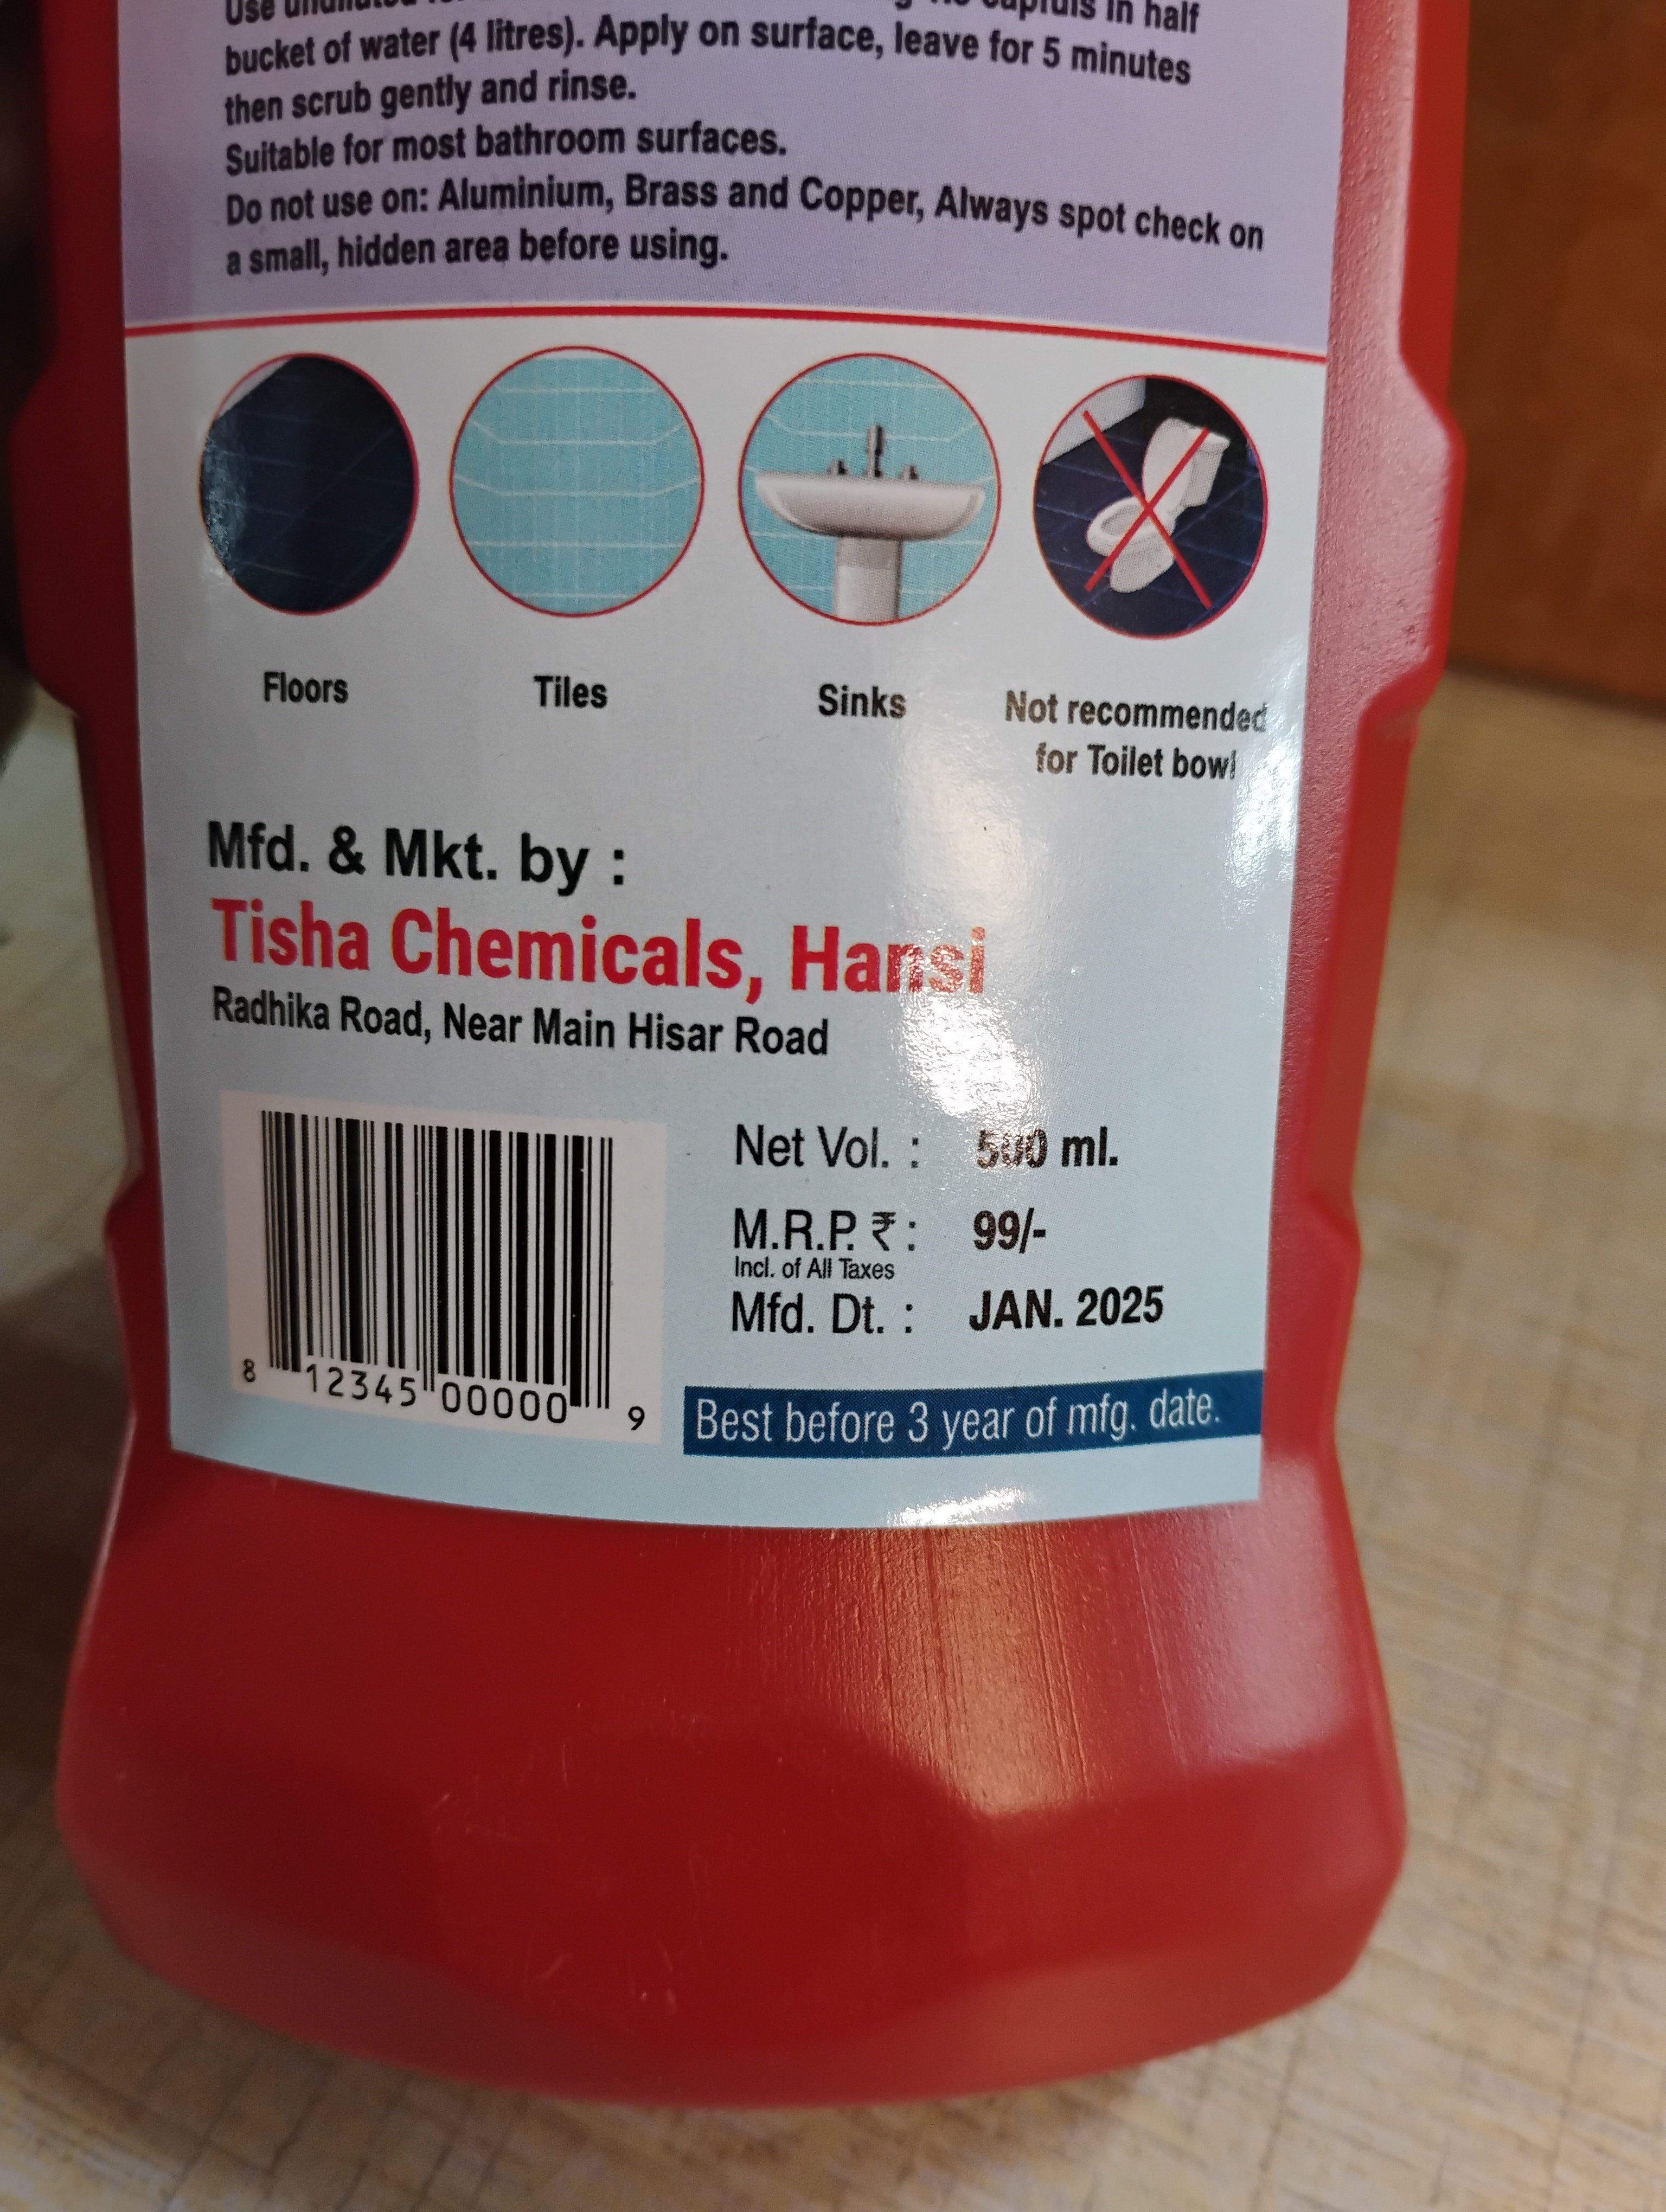 Use undiluted in half
bucket of water (4 litres). Apply on surface, leave for 5 minutes
then scrub gently and rinse.
Suitable for most bathroom surfaces.
Do not use on: Aluminium, Brass and Copper, Always spot check on
a small, hidden area before using.
Floors Tiles Sinks Not recommended
for Toilet bowl
Mfd. & Mkt. by :
Tisha Chemicals, Hansi
Radhika Road, Near Main Hisar Road
Net Vol. : 500 ml.
M.R.P. ₹ : 99/-
Incl. of All Taxes
Mfd. Dt. : JAN. 2025
8 12345 00000 9
Best before 3 year of mfg. date.